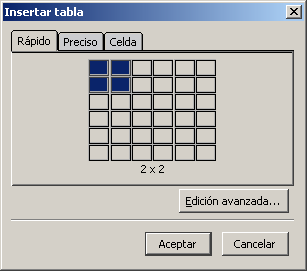 Insertar tabla
Rápido Preciso Celda
2 x 2
Edición avanzada...
Aceptar Cancelar